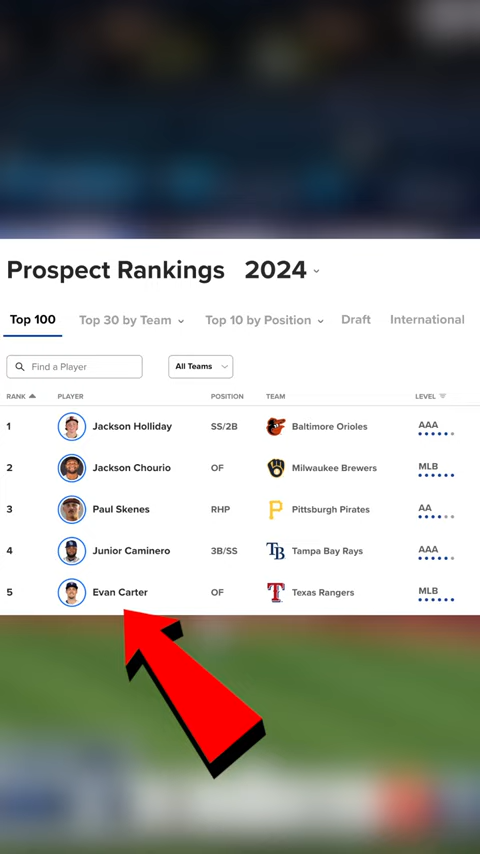 Prospect Rankings 2024
Top 100 Top 30 by Team Top 10 by Position Draft International
Find a Player All Teams
RANK PLAYER POSITION TEAM LEVEL
1 Jackson Holliday SS/2B Baltimore Orioles AAA
2 Jackson Chourio OF Milwaukee Brewers MLB
3 Paul Skenes RHP P Pittsburgh Pirates AA
4 Junior Caminero 3B/SS TB Tampa Bay Rays AAA
5 Evan Carter OF T Texas Rangers MLB